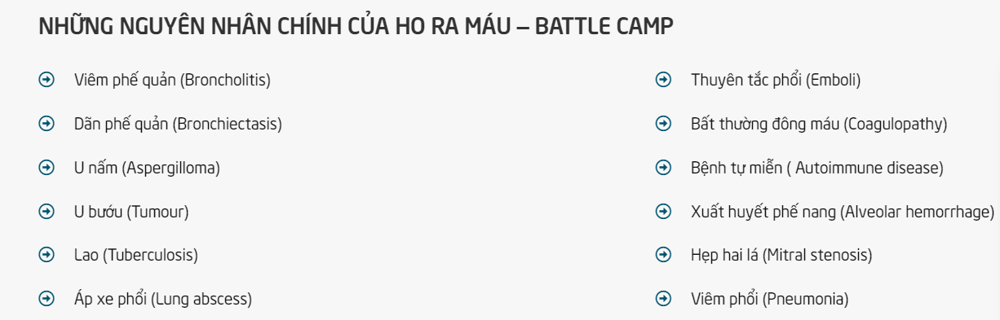 NHỮNG NGUYÊN NHÂN CHÍNH CỦA HO RA MÁU – BATTLE CAMP
Viêm phế quản (Broncholitis)
Dãn phế quản (Bronchiectasis)
U nấm (Aspergilloma)
U bướu (Tumour)
Lao (Tuberculosis)
Áp xe phổi (Lung abscess)
Thuyên tắc phổi (Emboli)
Bất thường đông máu (Coagulopathy)
Bệnh tự miễn ( Autoimmune disease)
Xuất huyết phế nang (Alveolar hemorrhage)
Hẹp hai lá (Mitral stenosis)
Viêm phổi (Pneumonia)